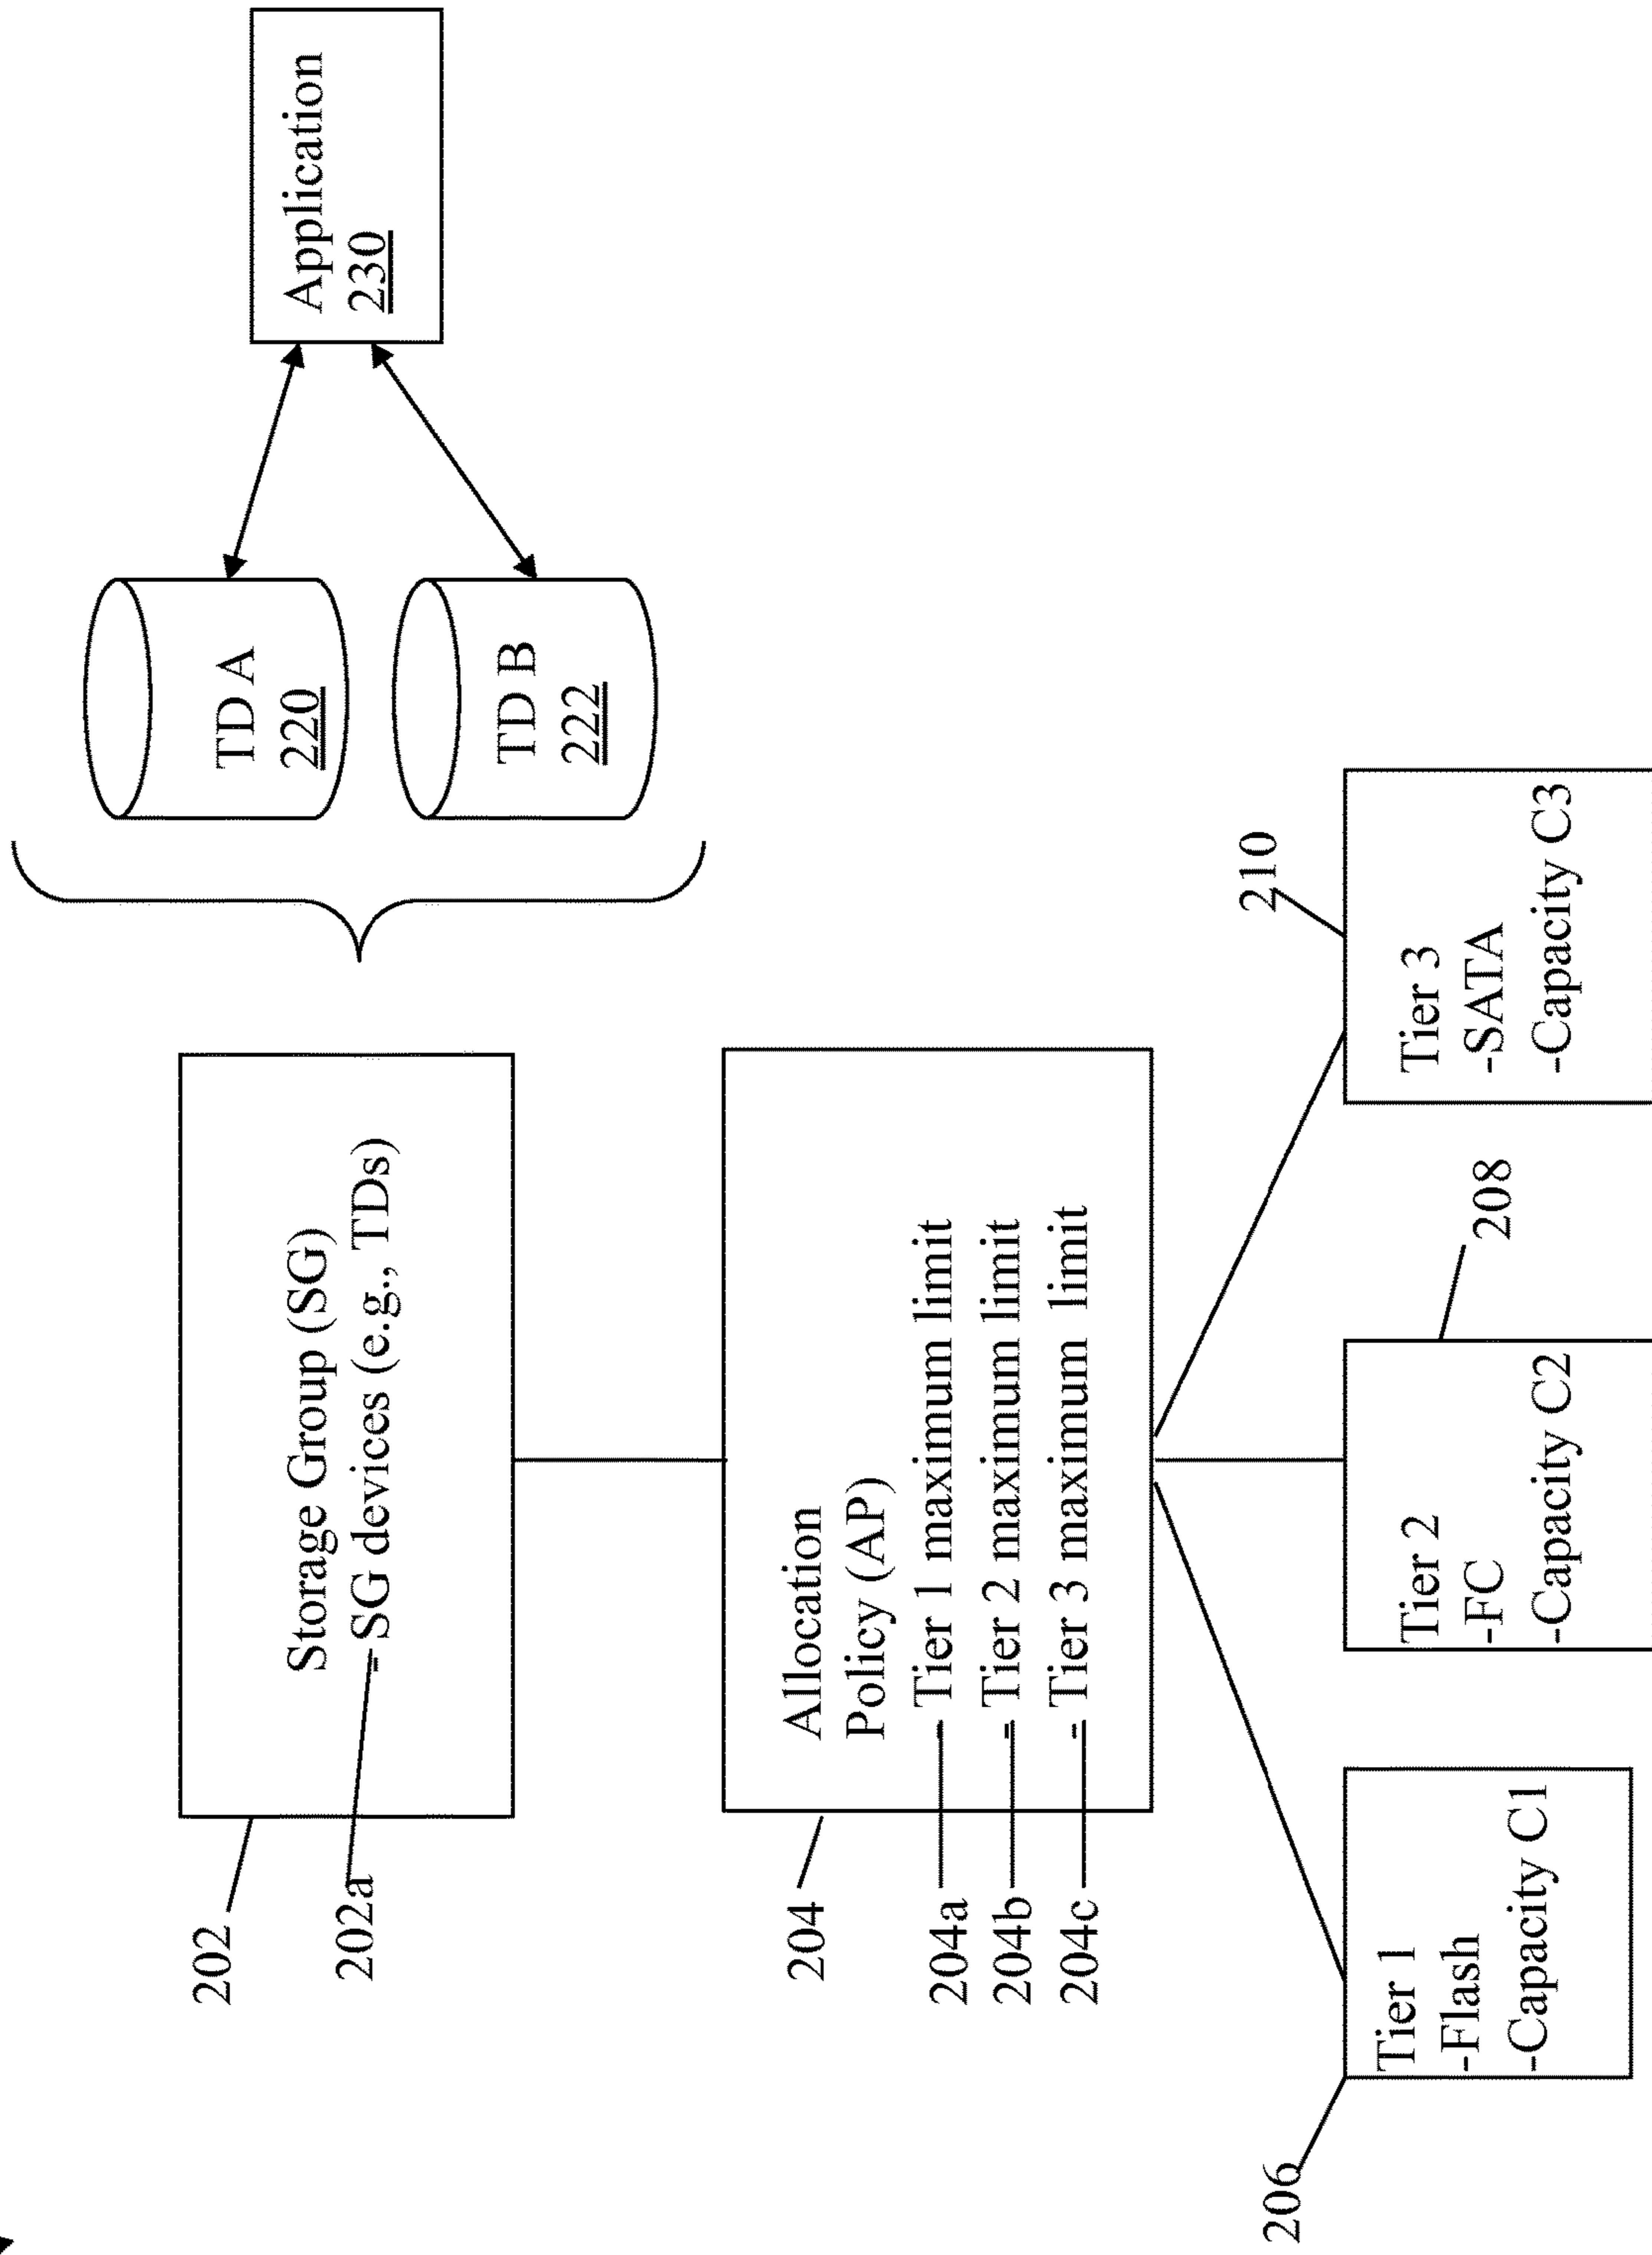 202
202a
Storage Group (SG)
- SG devices (e.g., TDs)
TD A
220
TD B
222
Application
230
204
204a
204b
204c
Allocation
Policy (AP)
- Tier 1 maximum limit
- Tier 2 maximum limit
- Tier 3 maximum limit
206
Tier 1
-Flash
-Capacity C1
208
Tier 2
-FC
-Capacity C2
210
Tier 3
-SATA
-Capacity C3